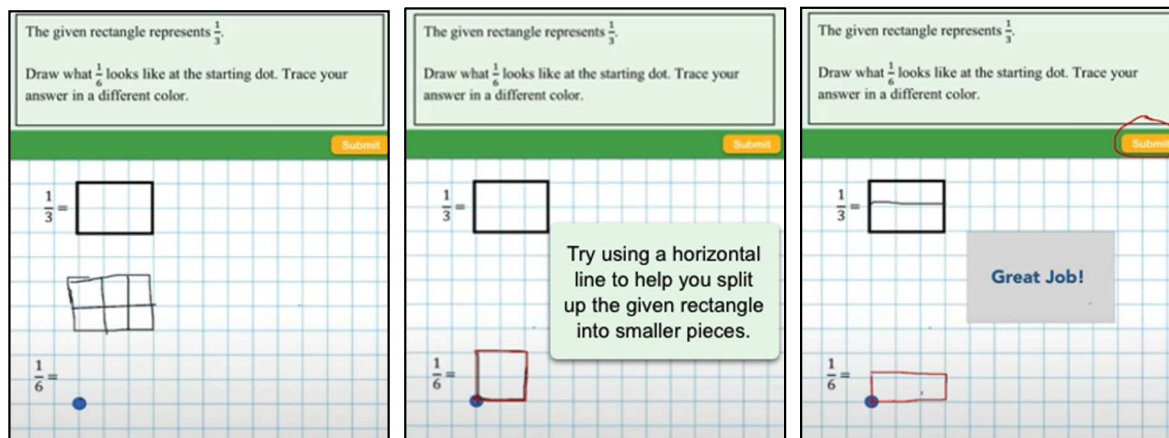 The given rectangle represents 1/3.
Draw what 1/6 looks like at the starting dot. Trace your
answer in a different color.
Submit
1/3 =
1/6 =
The given rectangle represents 1/3.
Draw what 1/6 looks like at the starting dot. Trace your
answer in a different color.
Submit
1/3 =
Try using a horizontal
line to help you split
up the given rectangle
into smaller pieces.
1/6 =
The given rectangle represents 1/3.
Draw what 1/6 looks like at the starting dot. Trace your
answer in a different color.
Submit
1/3 =
Great Job!
1/6 =